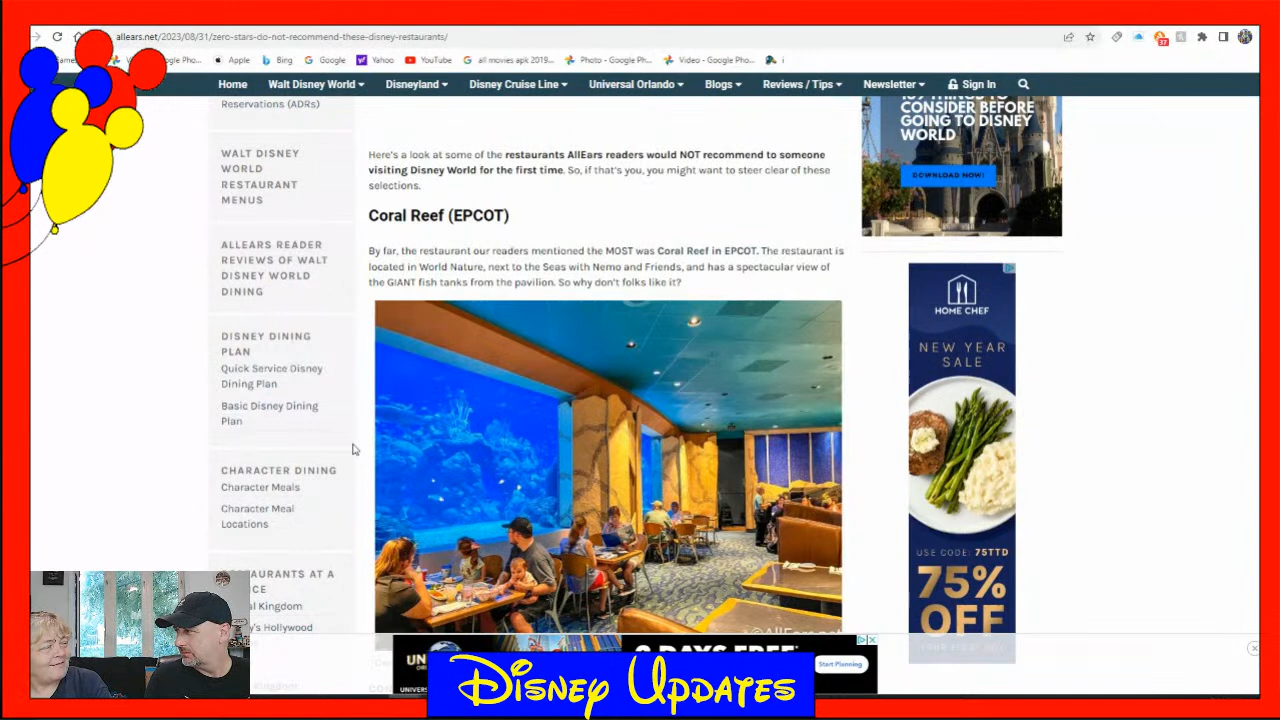 allears.net/2023/08/31/zero-stars-do-not-recommend-these-disney-restaurants/
Apple
Bing
Google
Yahoo
YouTube
all movies apk 2019...
Photo - Google Ph...
Video - Google Pho...
Home
Walt Disney World
Disneyland
Disney Cruise Line
Universal Orlando
Blogs
Reviews / Tips
Newsletter
Sign In
Reservations (ADRs)
WALT DISNEY
WORLD
RESTAURANT
MENUS
ALLEARS READER
REVIEWS OF WALT
DISNEY WORLD
DINING
DISNEY DINING
PLAN
Quick Service Disney
Dining Plan
Basic Disney Dining
Plan
CHARACTER DINING
Character Meals
Character Meal
Locations
Here's a look at some of the restaurants AllEars readers would NOT recommend to someone
visiting Disney World for the first time. So, if that's you, you might want to steer clear of these
selections.
Coral Reef (EPCOT)
By far, the restaurant our readers mentioned the MOST was Coral Reef in EPCOT. The restaurant is
located in World Nature, next to the Seas with Nemo and Friends, and has a spectacular view of
the GIANT fish tanks from the pavilion. So why don't folks like it?
©AllEars.net
CONSIDER BEFORE
GOING TO DISNEY
WORLD
DOWNLOAD NOW!
HOME CHEF
NEW YEAR
SALE
USE CODE: 75TTD
75%
OFF
Start Planning
DISNEY UPDATES